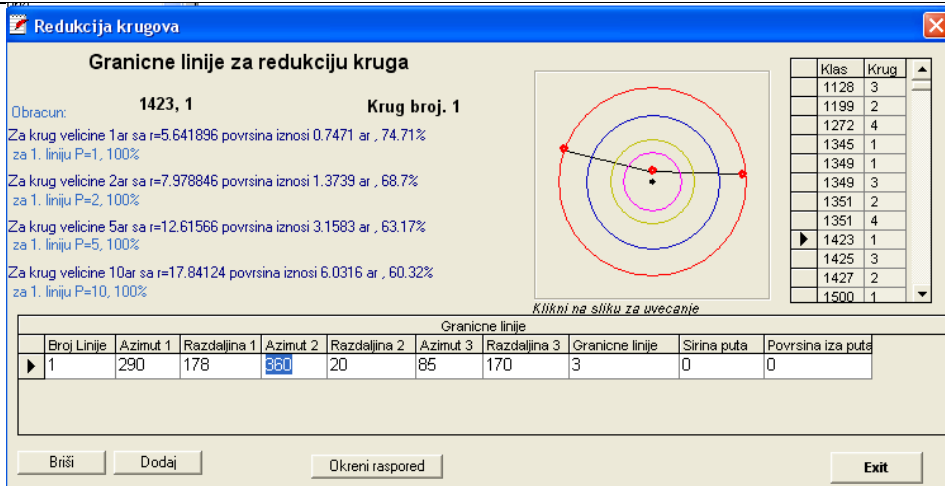 Redukcija krugova
Granicne linije za redukciju kruga
Obracun:
1423, 1
Krug broj. 1
Za krug velicine 1ar sa r=5.641896 povrsina iznosi 0.7471 ar , 74.71%
za 1. liniju P=1, 100%
Za krug velicine 2ar sa r=7.978846 povrsina iznosi 1.3739 ar , 68.7%
za 1. liniju P=2, 100%
Za krug velicine 5ar sa r=12.61566 povrsina iznosi 3.1583 ar , 63.17%
za 1. liniju P=5, 100%
Za krug velicine 10ar sa r=17.84124 povrsina iznosi 6.0316 ar , 60.32%
za 1. liniju P=10, 100%
Klikni na sliku za uvecanje
Klas Krug
1128 3
1199 2
1272 4
1345 1
1349 1
1349 3
1351 2
1351 4
1423 1
1425 3
1427 2
1500 1
Granicne linije
Broj Linije Azimut 1 Razdaljina 1 Azimut 2 Razdaljina 2 Azimut 3 Razdaljina 3 Granicne linije Sirina puta Povrsina iza puta
1 290 178 360 20 85 170 3 0 0
Briši
Dodaj
Okreni raspored
Exit